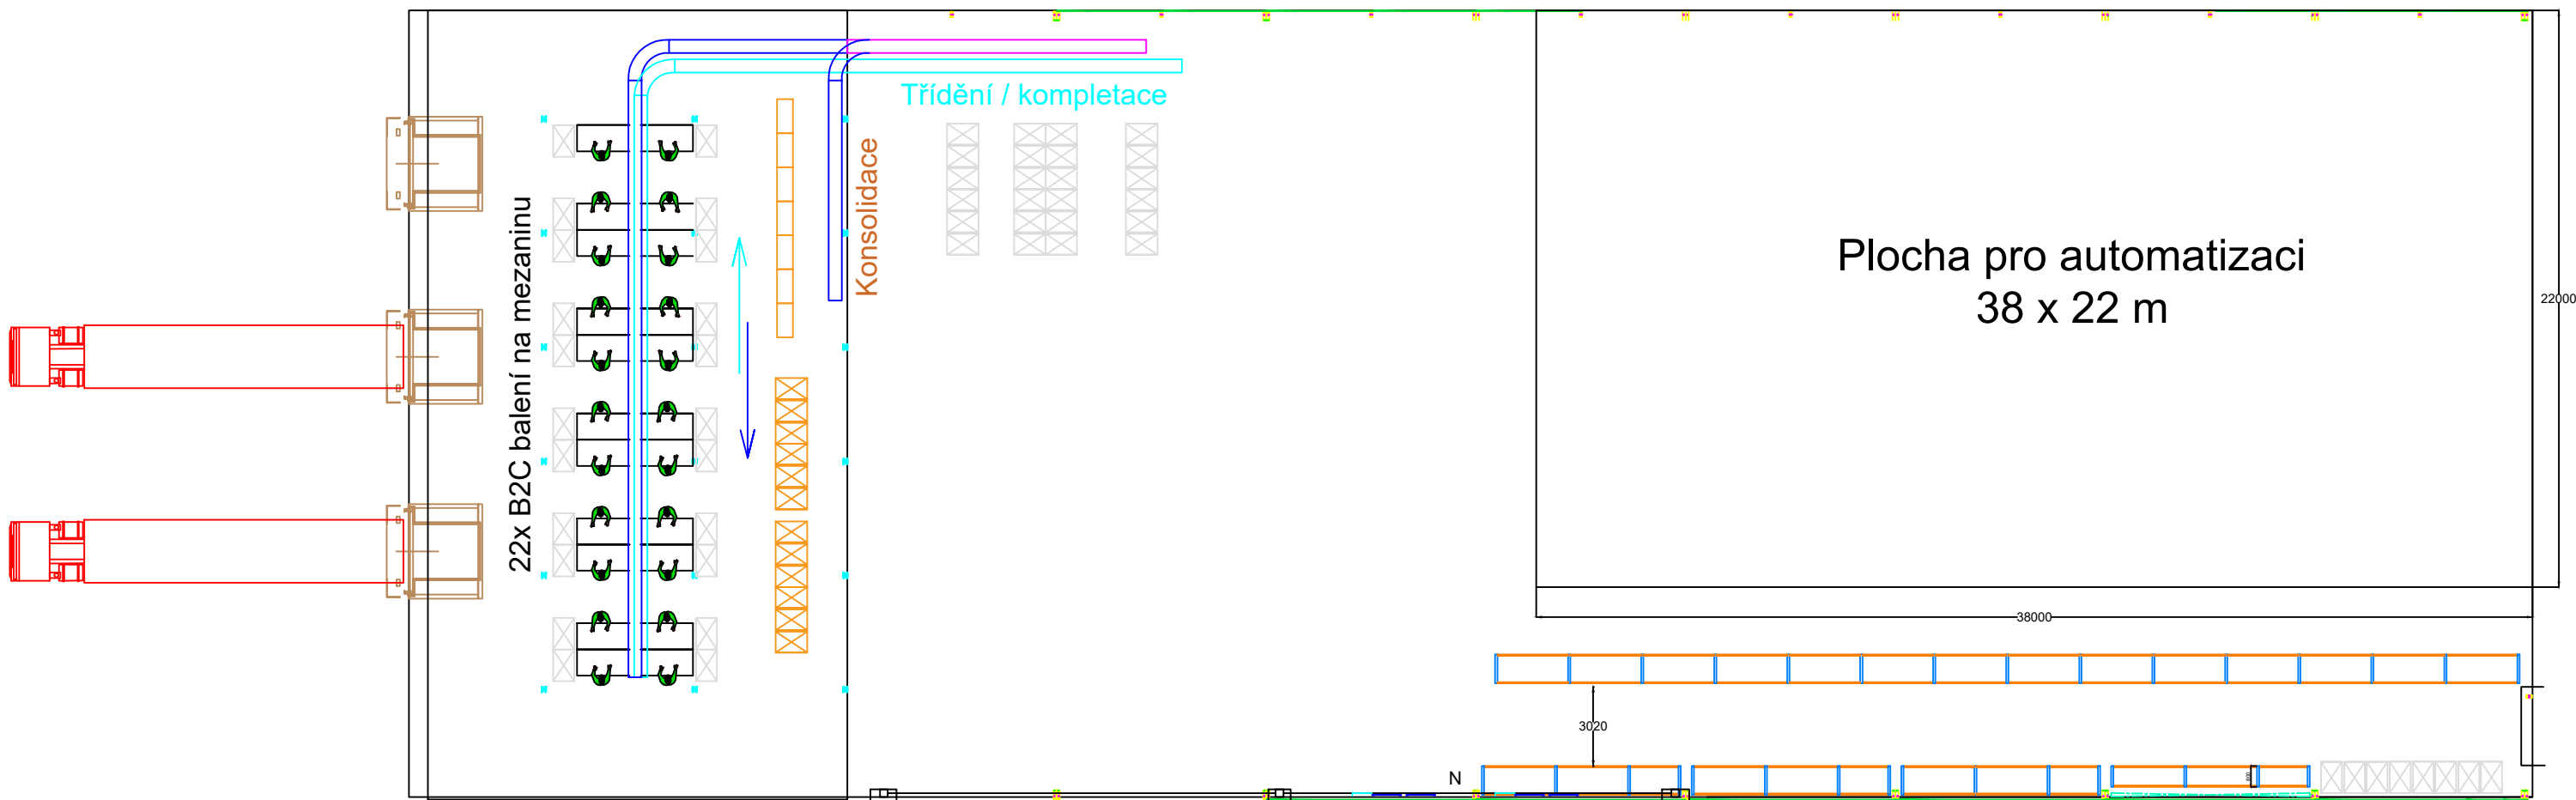 Třídění / kompletace
Konsolidace
22x B2C balení na mezaninu
Plocha pro automatizaci
38 x 22 m
22000
38000
3020
N